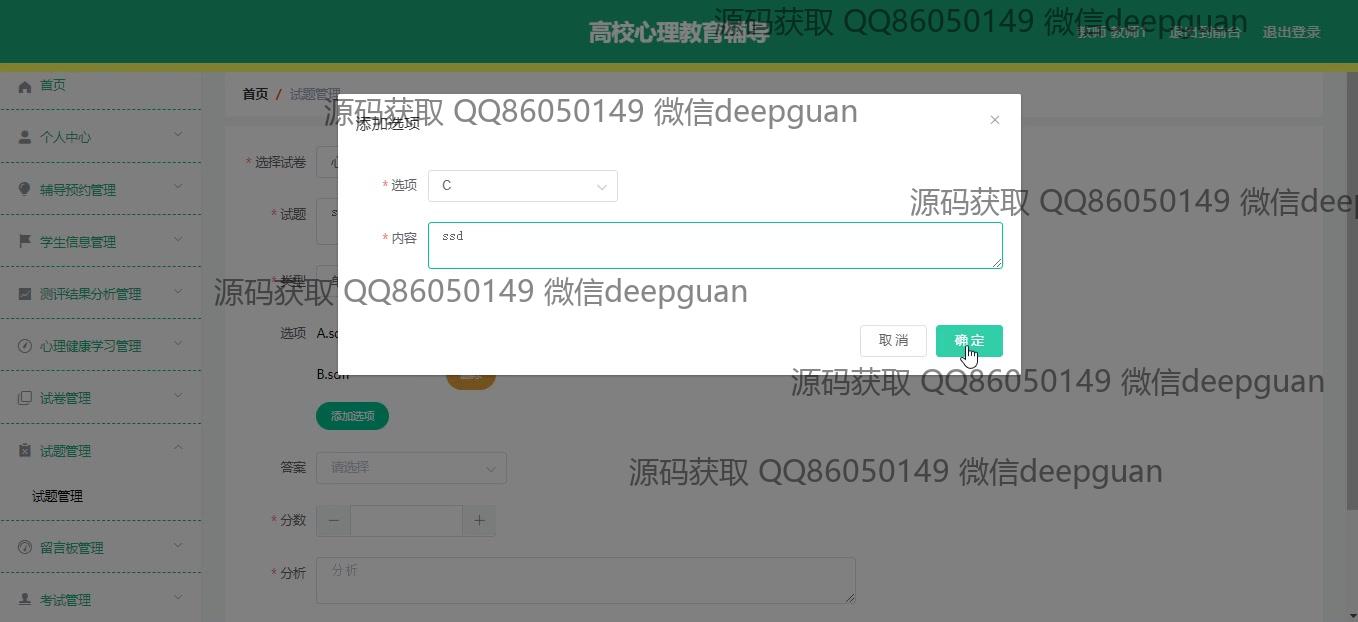 高校心理教育辅导
源码获取 QQ86050149 微信deepguan
教师 教师1
退出到前台
退出登录
首页
首页 / 试题管理
源码获取 QQ86050149 微信deepguan
添加选项
个人中心
* 选择试卷
* 选项
C
辅导预约管理
源码获取 QQ86050149 微信deep
* 试题
* 内容
ssd
学生信息管理
* 类型
测评结果分析管理
源码获取 QQ86050149 微信deepguan
选项
取消
确定
心理健康学习管理
源码获取 QQ86050149 微信deepguan
试卷管理
添加选项
试题管理
答案
请选择
源码获取 QQ86050149 微信deepguan
试题管理
* 分数
留言板管理
* 分析
分析
考试管理